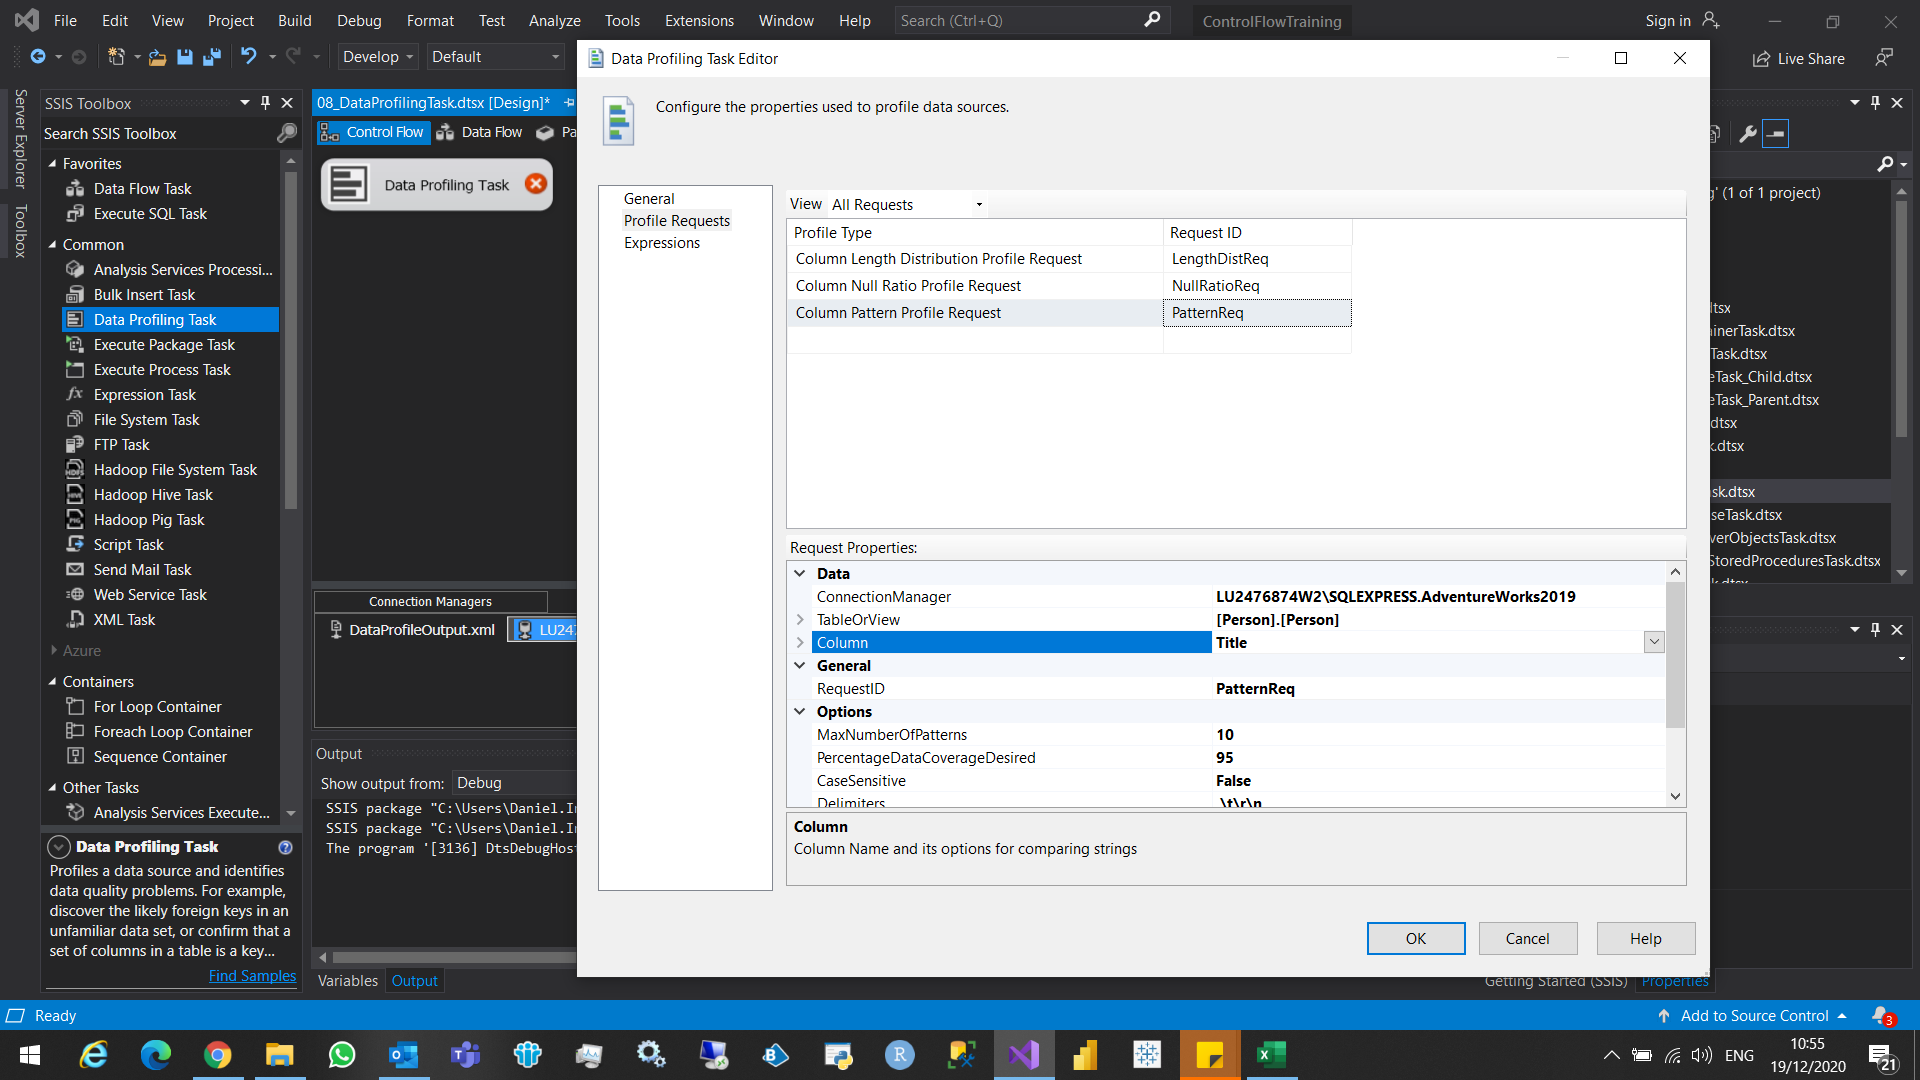 File Edit View Project Build Debug Format Test Analyze Tools Extensions Window Help Search (Ctrl+Q) ControlFlowTraining Sign in
Develop Default Live Share
Server Explorer
Toolbox
SSIS Toolbox
Search SSIS Toolbox
Favorites
Data Flow Task
Execute SQL Task
Common
Analysis Services Processi...
Bulk Insert Task
Data Profiling Task
Execute Package Task
Execute Process Task
Expression Task
File System Task
FTP Task
Hadoop File System Task
Hadoop Hive Task
Hadoop Pig Task
Script Task
Send Mail Task
Web Service Task
XML Task
Azure
Containers
For Loop Container
Foreach Loop Container
Sequence Container
Other Tasks
Analysis Services Execute...
Data Profiling Task
Profiles a data source and identifies
data quality problems. For example,
discover the likely foreign keys in an
unfamiliar data set, or confirm that a
set of columns in a table is a key...
Find Samples
08_DataProfilingTask.dtsx [Design]*
Control Flow Data Flow Pa
Data Profiling Task
Connection Managers
DataProfileOutput.xml LU247
Output
Show output from: Debug
SSIS package "C:\Users\Daniel.In
SSIS package "C:\Users\Daniel.In
The program '[3136] DtsDebugHost
Variables Output
Data Profiling Task Editor
Configure the properties used to profile data sources.
General
Profile Requests
Expressions
View All Requests
Profile Type Request ID
Column Length Distribution Profile Request LengthDistReq
Column Null Ratio Profile Request NullRatioReq
Column Pattern Profile Request PatternReq
Request Properties:
Data
ConnectionManager LU2476874W2\SQLEXPRESS.AdventureWorks2019
TableOrView [Person].[Person]
Column Title
General
RequestID PatternReq
Options
MaxNumberOfPatterns 10
PercentageDataCoverageDesired 95
CaseSensitive False
Delimiters \t\r\n
Column
Column Name and its options for comparing strings
OK Cancel Help
g' (1 of 1 project)
tsx
inerTask.dtsx
Task.dtsx
eTask_Child.dtsx
eTask_Parent.dtsx
dtsx
k.dtsx
sk.dtsx
seTask.dtsx
verObjectsTask.dtsx
StoredProceduresTask.dtsx
k.dtsx
Getting Started (SSIS) Properties
Ready Add to Source Control 3
ENG 10:55
19/12/2020 21